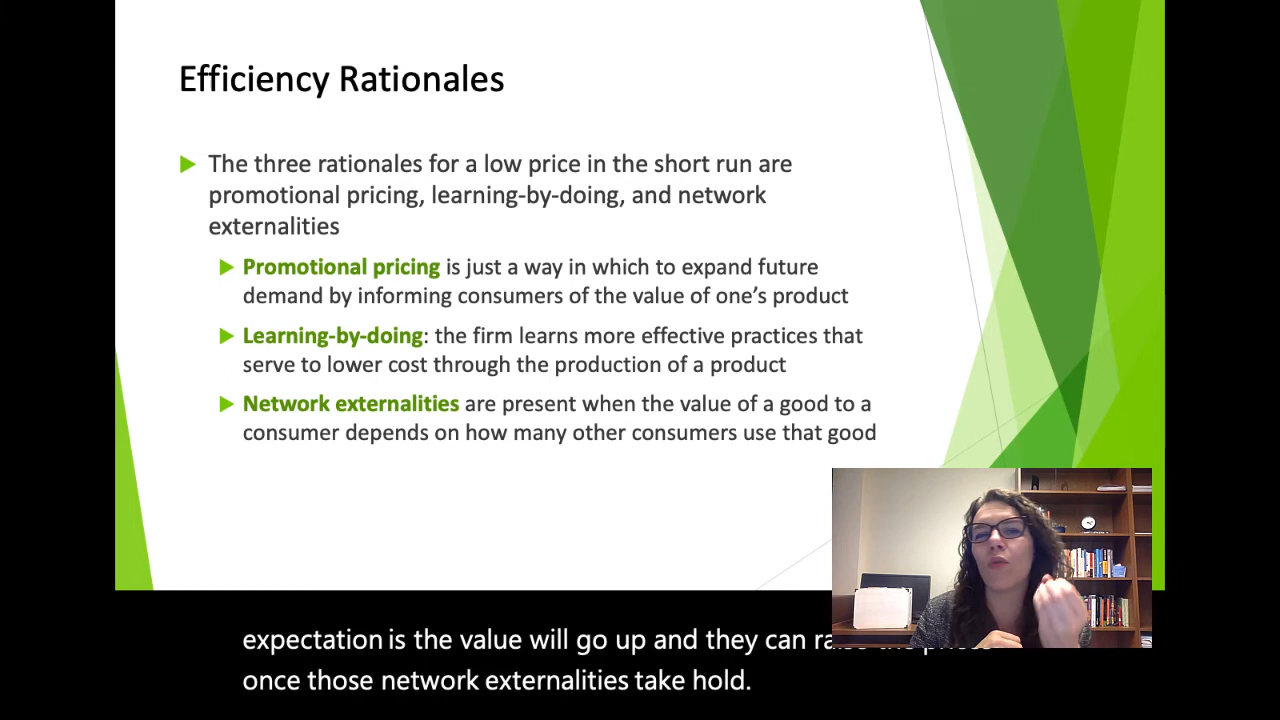 Efficiency Rationales
The three rationales for a low price in the short run are
promotional pricing, learning-by-doing, and network
externalities
Promotional pricing is just a way in which to expand future
demand by informing consumers of the value of one's product
Learning-by-doing: the firm learns more effective practices that
serve to lower cost through the production of a product
Network externalities are present when the value of a good to a
consumer depends on how many other consumers use that good
expectation is the value will go up and they can
once those network externalities take hold.